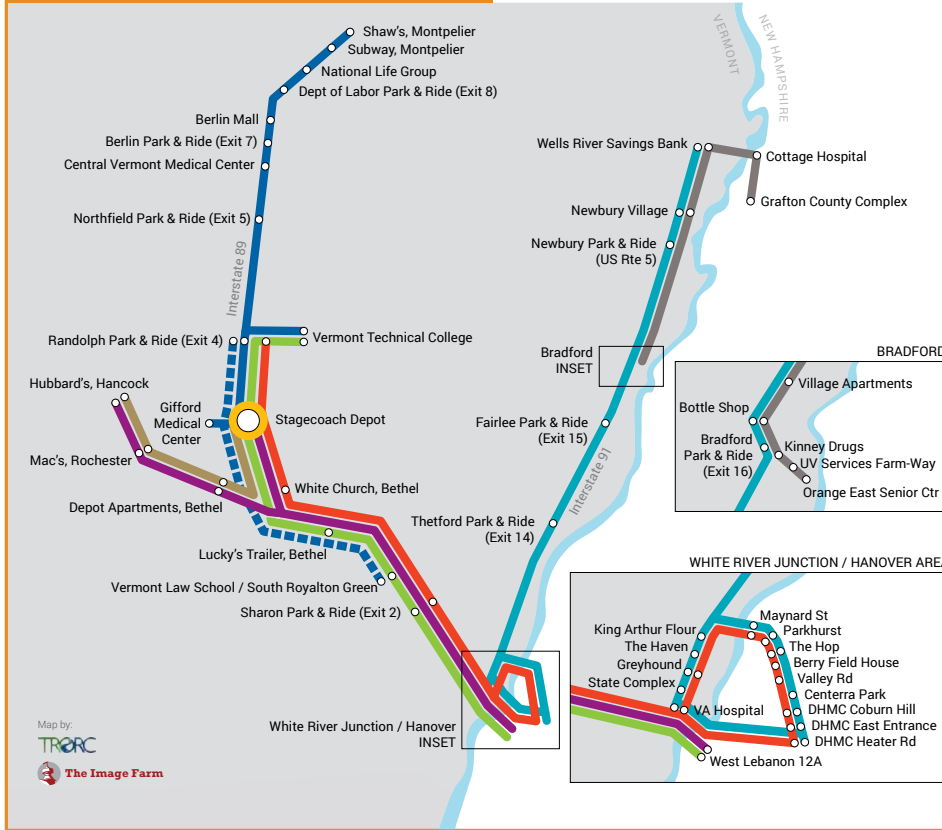 Shaw's, Montpelier
Subway, Montpelier
National Life Group
Dept of Labor Park & Ride (Exit 8)
Berlin Mall
Berlin Park & Ride (Exit 7)
Central Vermont Medical Center
Northfield Park & Ride (Exit 5)
Interstate 89
Randolph Park & Ride (Exit 4)
Vermont Technical College
Hubbard's, Hancock
Gifford
Medical
Center
Stagecoach Depot
Mac's, Rochester
White Church, Bethel
Depot Apartments, Bethel
Lucky's Trailer, Bethel
Vermont Law School / South Royalton Green
Sharon Park & Ride (Exit 2)
White River Junction / Hanover
INSET
VERMONT
NEW HAMPSHIRE
Wells River Savings Bank
Cottage Hospital
Grafton County Complex
Newbury Village
Newbury Park & Ride
(US Rte 5)
Bradford
INSET
Fairlee Park & Ride
(Exit 15)
Interstate 91
Thetford Park & Ride
(Exit 14)
BRADFORD
Village Apartments
Bottle Shop
Bradford
Park & Ride
(Exit 16)
Kinney Drugs
UV Services Farm-Way
Orange East Senior Ctr
WHITE RIVER JUNCTION / HANOVER AREA
King Arthur Flour
The Haven
Greyhound
State Complex
VA Hospital
Maynard St
Parkhurst
The Hop
Berry Field House
Valley Rd
Centerra Park
DHMC Coburn Hill
DHMC East Entrance
DHMC Heater Rd
West Lebanon 12A
Map by:
TRORC
The Image Farm